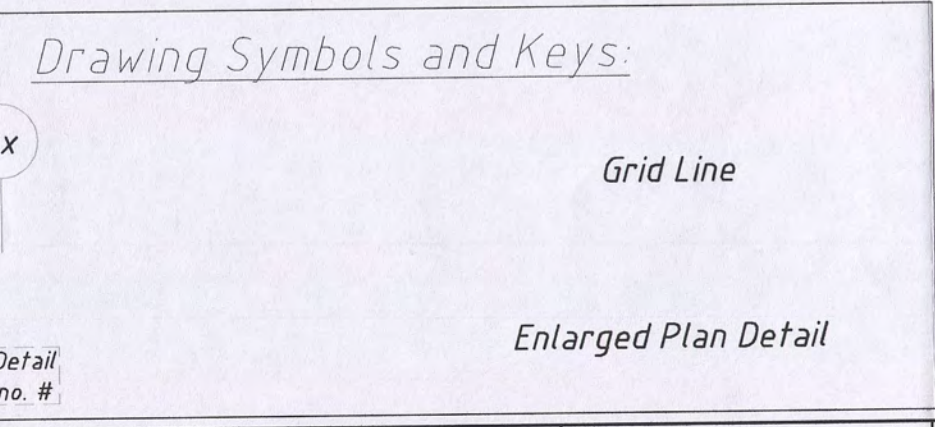 Drawing Symbols and Keys:
x
Grid Line
Enlarged Plan Detail
Detail
no. #